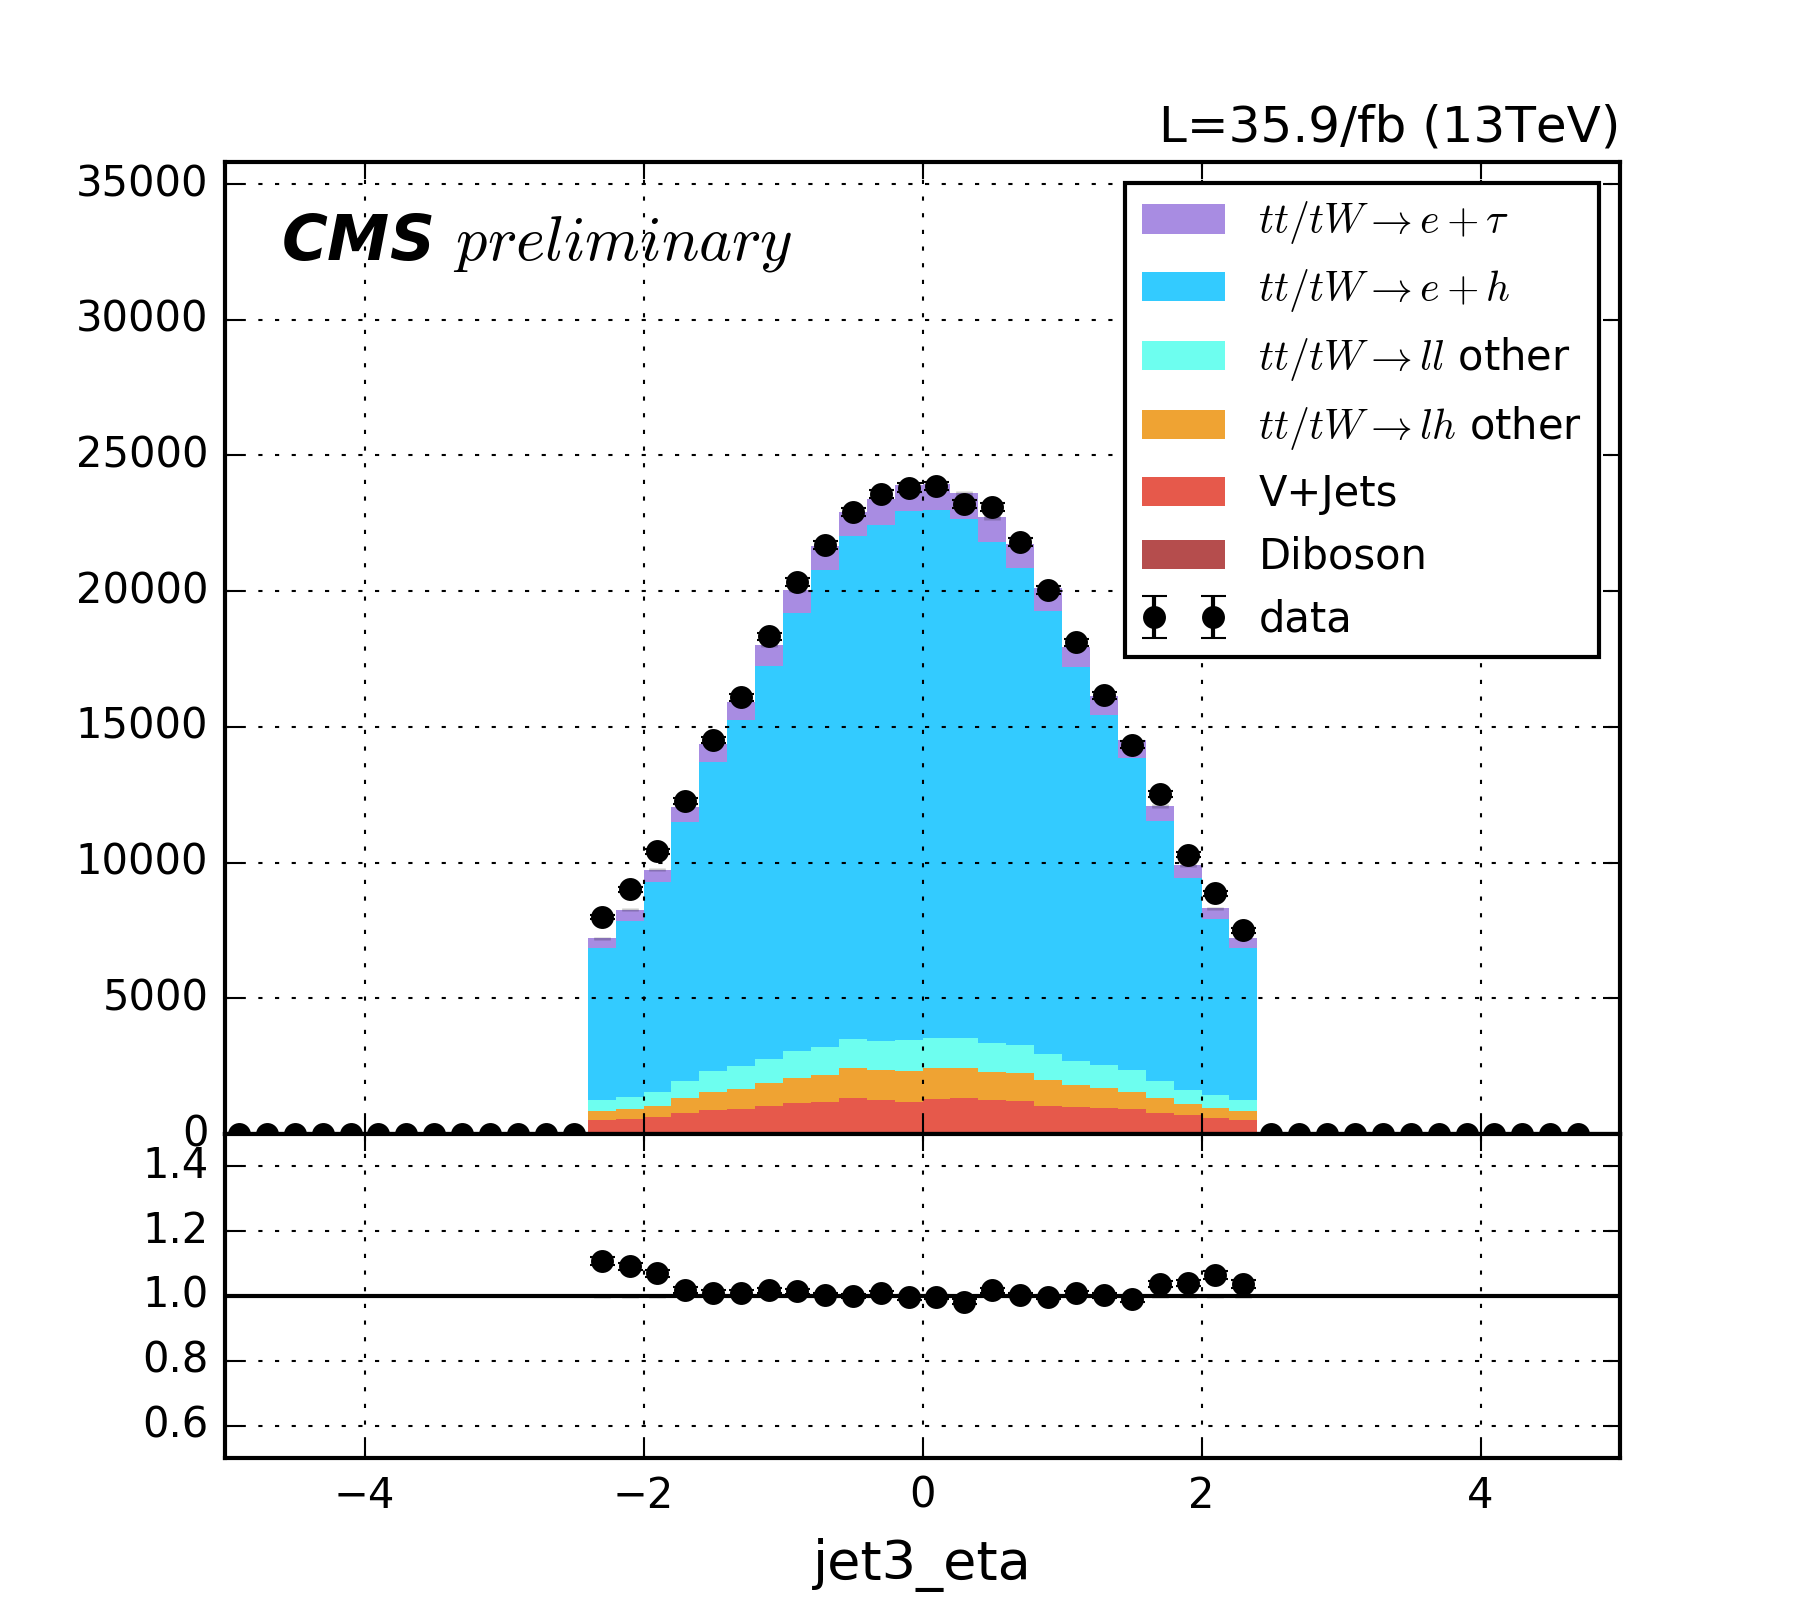 L=35.9/fb (13TeV)
CMS preliminary
35000
30000
25000
20000
15000
10000
5000
0
tt/tW → e + τ
tt/tW → e + h
tt/tW → ll other
tt/tW → lh other
V+Jets
Diboson
data
1.4
1.2
1.0
0.8
0.6
−4 −2 0 2 4
jet3_eta